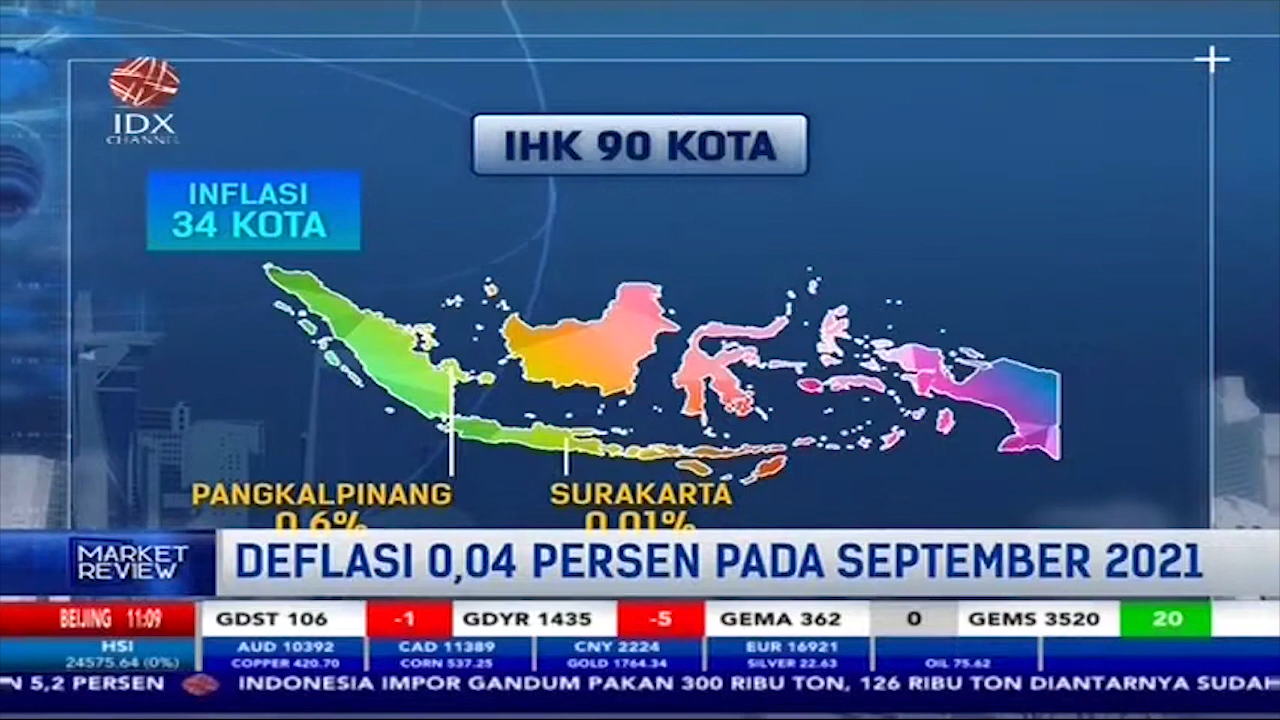 IDX
CHANNEL
IHK 90 KOTA
INFLASI
34 KOTA
PANGKALPINANG
0,6%
SURAKARTA
0,01%
MARKET
REVIEW
DEFLASI 0,04 PERSEN PADA SEPTEMBER 2021
BEIJING 11:09
GDST 106 -1 GDYR 1435 -5 GEMA 362 0 GEMS 3520 20
HSI
24575.64 (0%)
AUD 10392 CAD 11389 CNY 2224 EUR 16921
COPPER 420.70 CORN 537.25 GOLD 1764.34 SILVER 22.63 OIL 75.62
N 5,2 PERSEN INDONESIA IMPOR GANDUM PAKAN 300 RIBU TON, 126 RIBU TON DIANTARNYA SUDAH